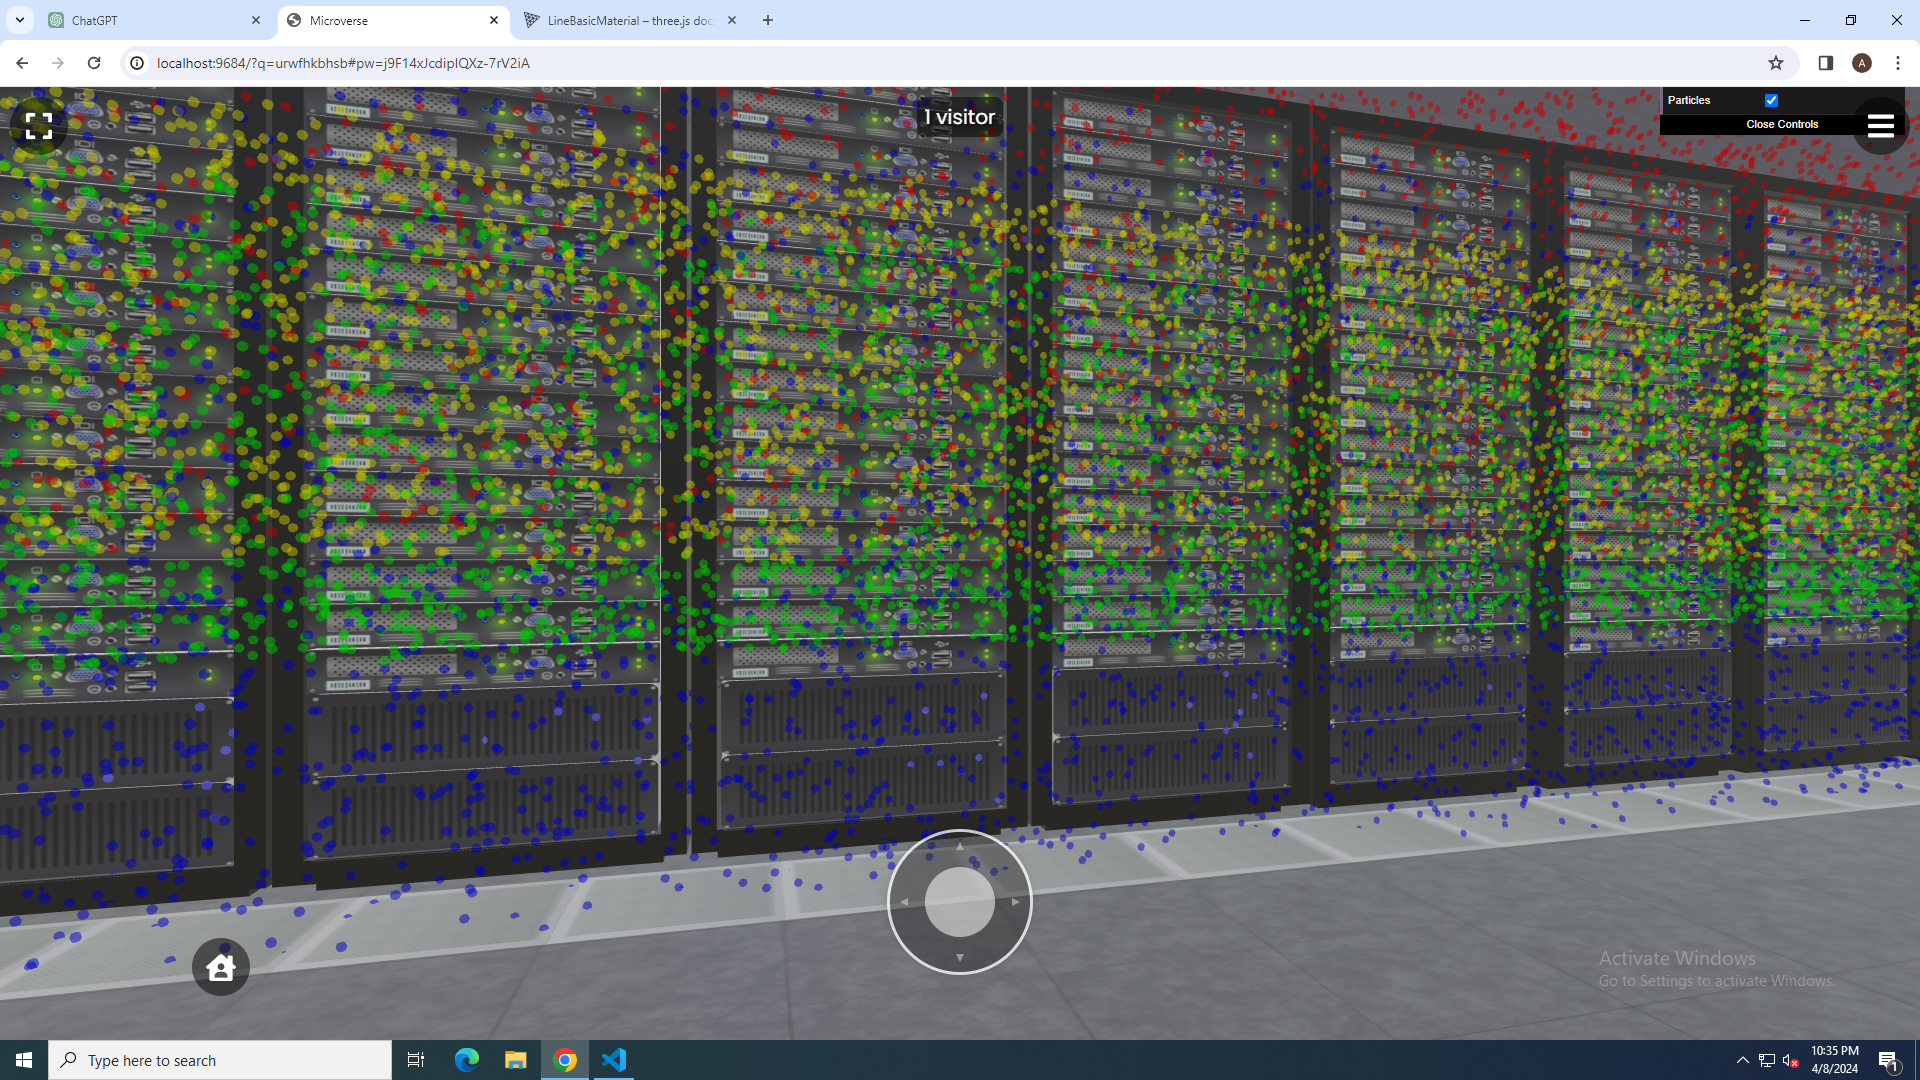 ChatGPT
Microverse
LineBasicMaterial – three.js doc
localhost:9684/?q=urwfhkbhsb#pw=j9F14xJcdipIQXz-7rV2iA
A
1 visitor
Particles
Close Controls
Activate Windows
Go to Settings to activate Windows.
Type here to search
10:35 PM
4/8/2024
1